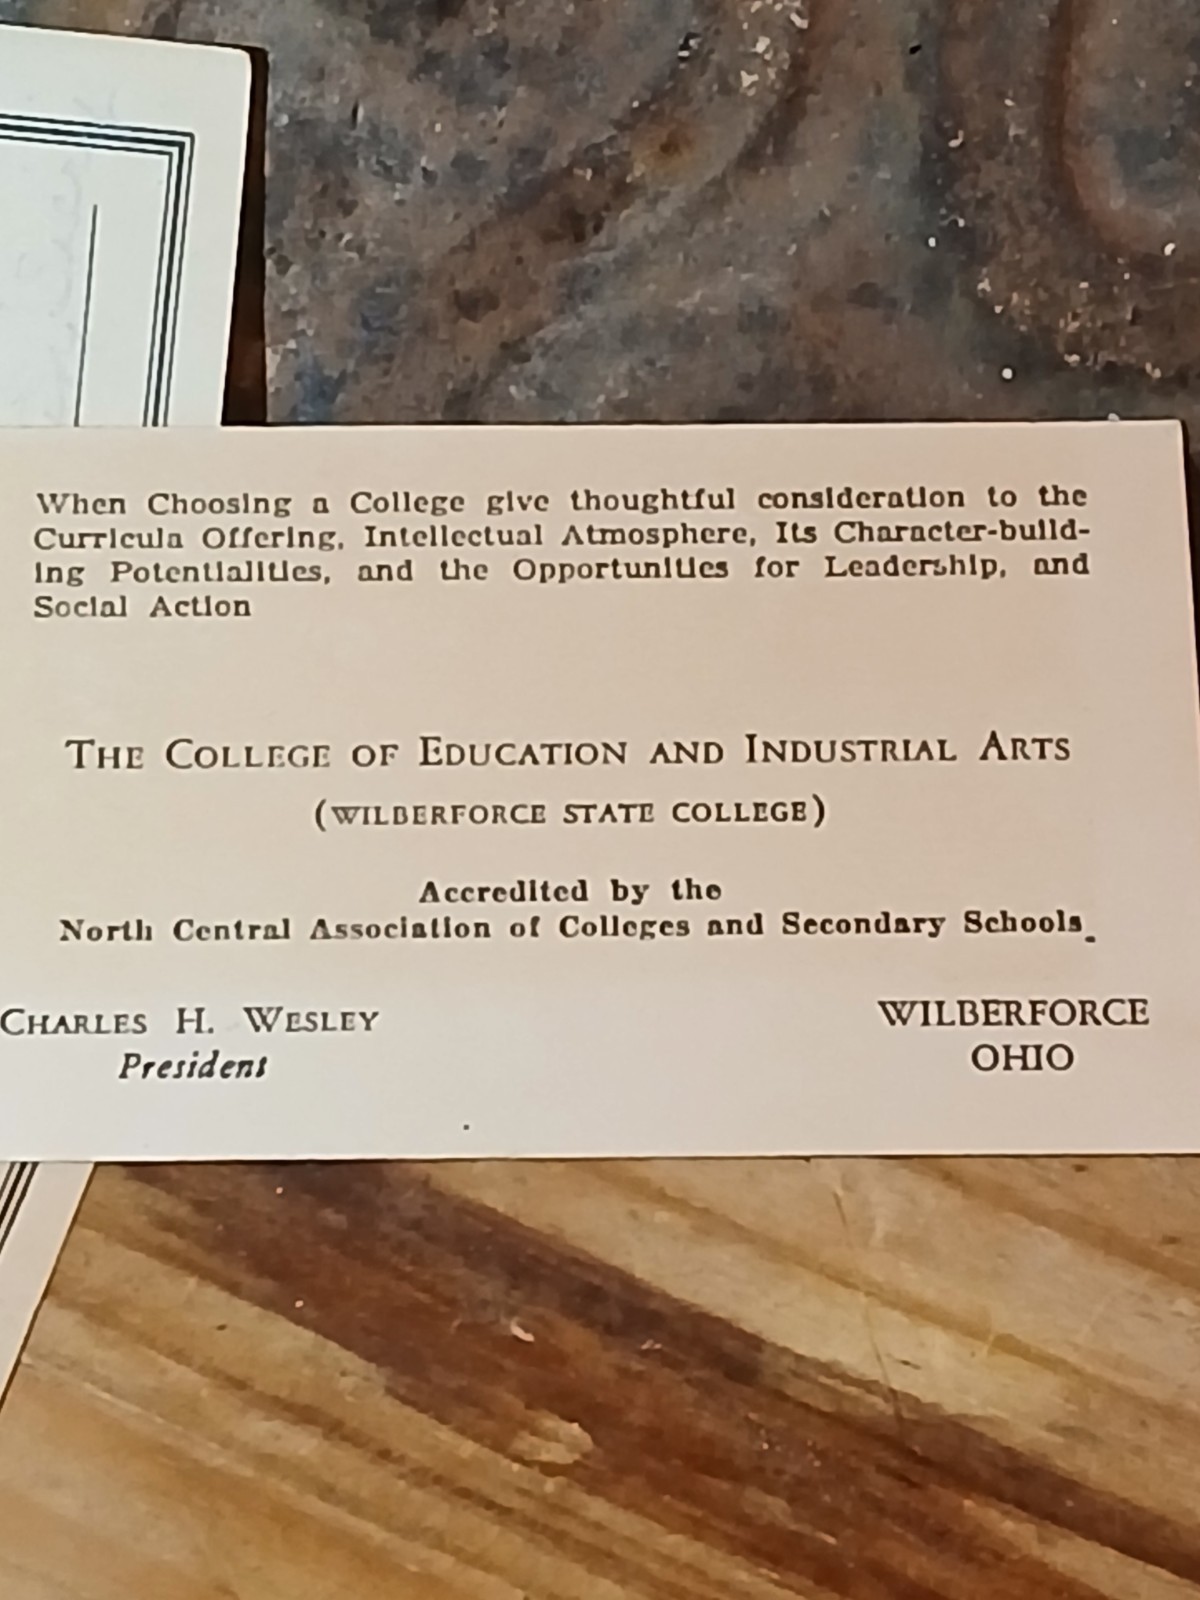 When Choosing a College give thoughtful consideration to the
Curricula Offering, Intellectual Atmosphere, Its Character-build-
ing Potentialities, and the Opportunities for Leadership, and
Social Action
THE COLLEGE OF EDUCATION AND INDUSTRIAL ARTS
(WILBERFORCE STATE COLLEGE)
Accredited by the
North Central Association of Colleges and Secondary Schools.
CHARLES H. WESLEY
President
WILBERFORCE
OHIO